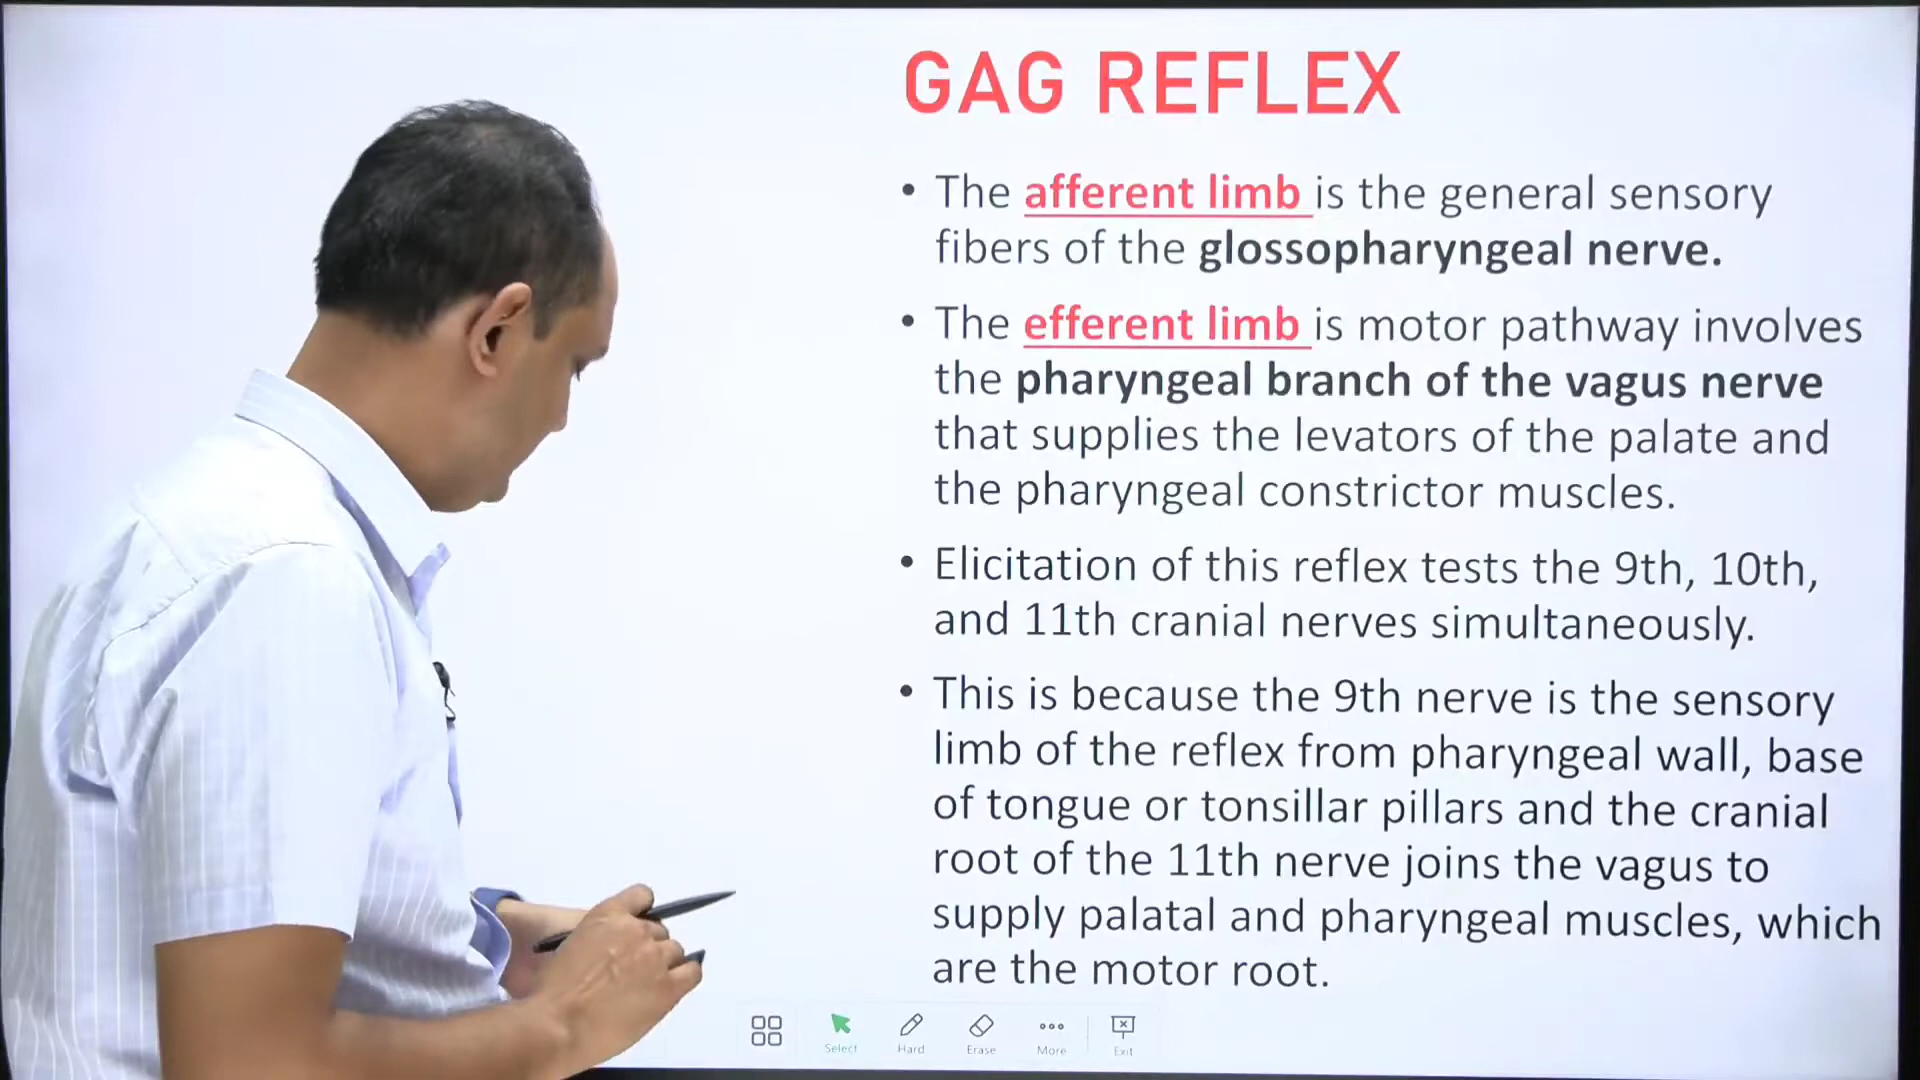 GAG REFLEX
• The afferent limb is the general sensory
fibers of the glossopharyngeal nerve.
• The efferent limb is motor pathway involves
the pharyngeal branch of the vagus nerve
that supplies the levators of the palate and
the pharyngeal constrictor muscles.
• Elicitation of this reflex tests the 9th, 10th,
and 11th cranial nerves simultaneously.
• This is because the 9th nerve is the sensory
limb of the reflex from pharyngeal wall, base
of tongue or tonsillar pillars and the cranial
root of the 11th nerve joins the vagus to
supply palatal and pharyngeal muscles, which
are the motor root.
Select Hard Erase More Exit